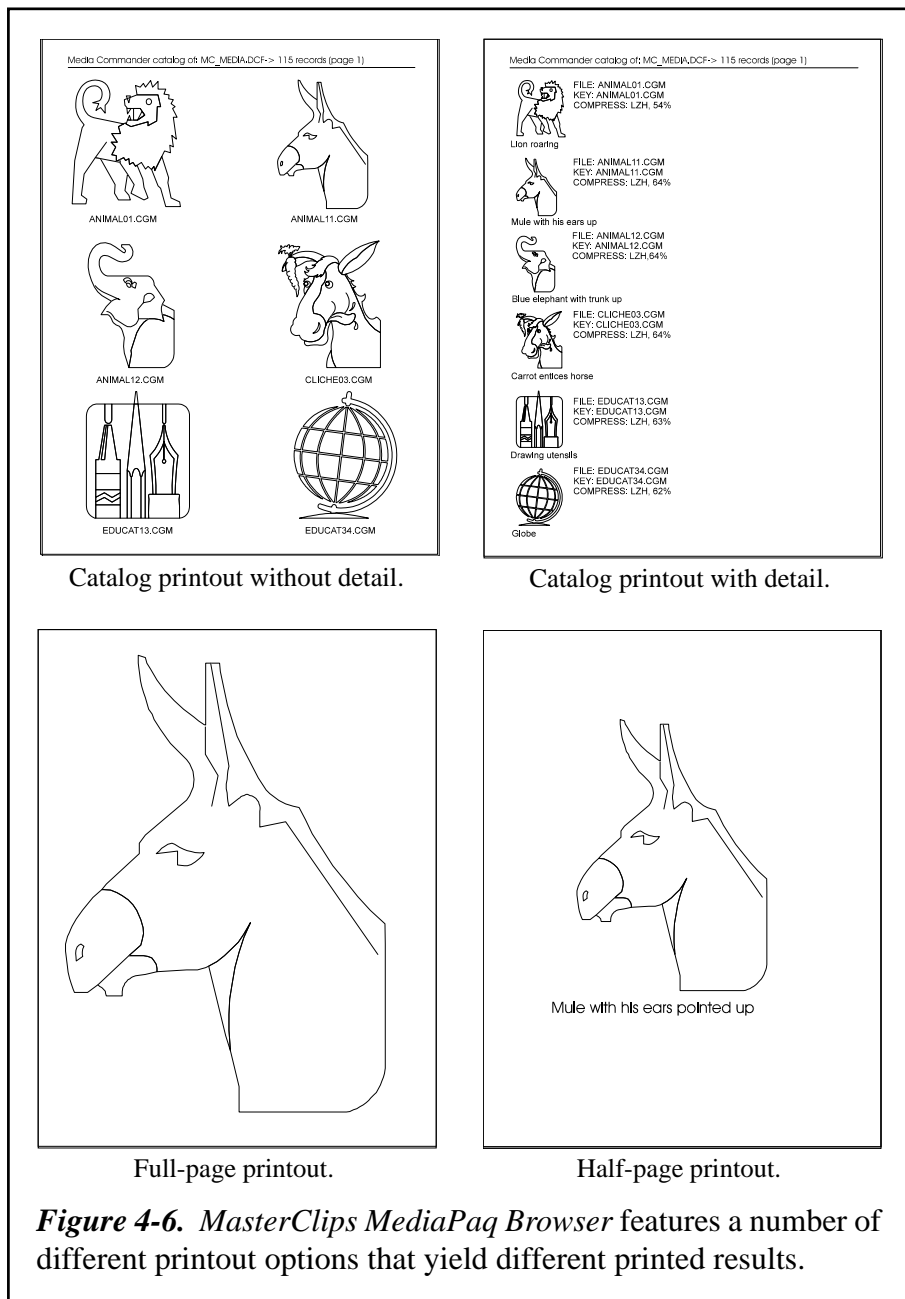 Media Commander catalog of: MC_MEDIA.DCF-> 115 records (page 1)
ANIMAL01.CGM
ANIMAL11.CGM
ANIMAL12.CGM
CLICHE03.CGM
EDUCAT13.CGM
EDUCAT34.CGM
Catalog printout without detail.
Media Commander catalog of: MC_MEDIA.DCF-> 115 records (page 1)
FILE: ANIMAL01.CGM
KEY: ANIMAL01.CGM
COMPRESS: LZH, 54%
Lion roaring
FILE: ANIMAL11.CGM
KEY: ANIMAL11.CGM
COMPRESS: LZH, 64%
Mule with his ears up
FILE: ANIMAL12.CGM
KEY: ANIMAL12.CGM
COMPRESS: LZH,64%
Blue elephant with trunk up
FILE: CLICHE03.CGM
KEY: CLICHE03.CGM
COMPRESS: LZH, 64%
Carrot entices horse
FILE: EDUCAT13.CGM
KEY: EDUCAT13.CGM
COMPRESS: LZH, 63%
Drawing utensils
FILE: EDUCAT34.CGM
KEY: EDUCAT34.CGM
COMPRESS: LZH, 62%
Globe
Catalog printout with detail.
Full-page printout.
Mule with his ears pointed up
Half-page printout.
Figure 4-6. MasterClips MediaPaq Browser features a number of
different printout options that yield different printed results.